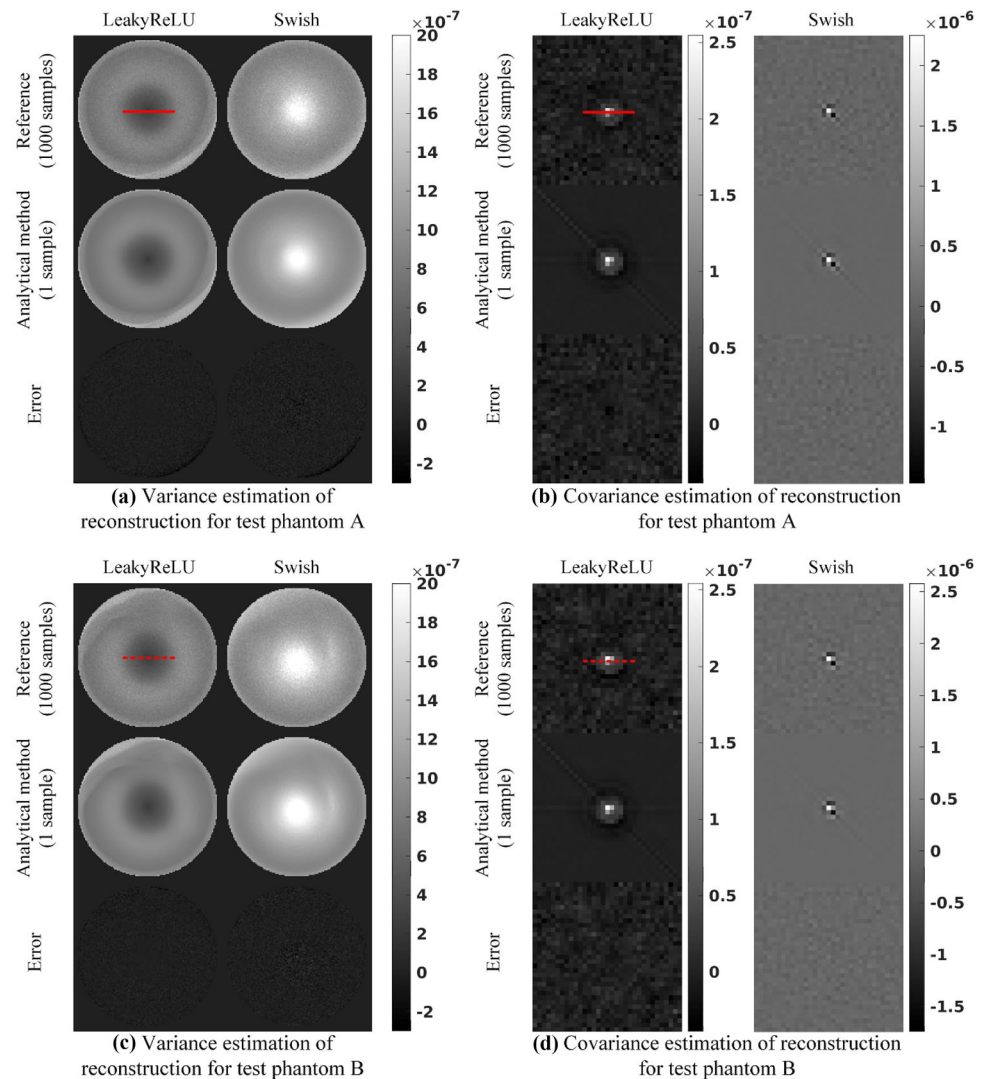 LeakyReLU
Swish
×10⁻⁷
Reference
(1000 samples)
Analytical method
(1 sample)
Error
20
18
16
14
12
10
8
6
4
2
0
-2
(a) Variance estimation of
reconstruction for test phantom A
LeakyReLU
×10⁻⁷
Swish
×10⁻⁶
Reference
(1000 samples)
Analytical method
(1 sample)
Error
2.5
2
1.5
1
0.5
0
2
1.5
1
0.5
0
-0.5
-1
(b) Covariance estimation of reconstruction
for test phantom A
LeakyReLU
Swish
×10⁻⁷
Reference
(1000 samples)
Analytical method
(1 sample)
Error
20
18
16
14
12
10
8
6
4
2
0
-2
(c) Variance estimation of
reconstruction for test phantom B
LeakyReLU
×10⁻⁷
Swish
×10⁻⁶
Reference
(1000 samples)
Analytical method
(1 sample)
Error
2.5
2
1.5
1
0.5
0
2.5
2
1.5
1
0.5
0
-0.5
-1
-1.5
(d) Covariance estimation of reconstruction
for test phantom B